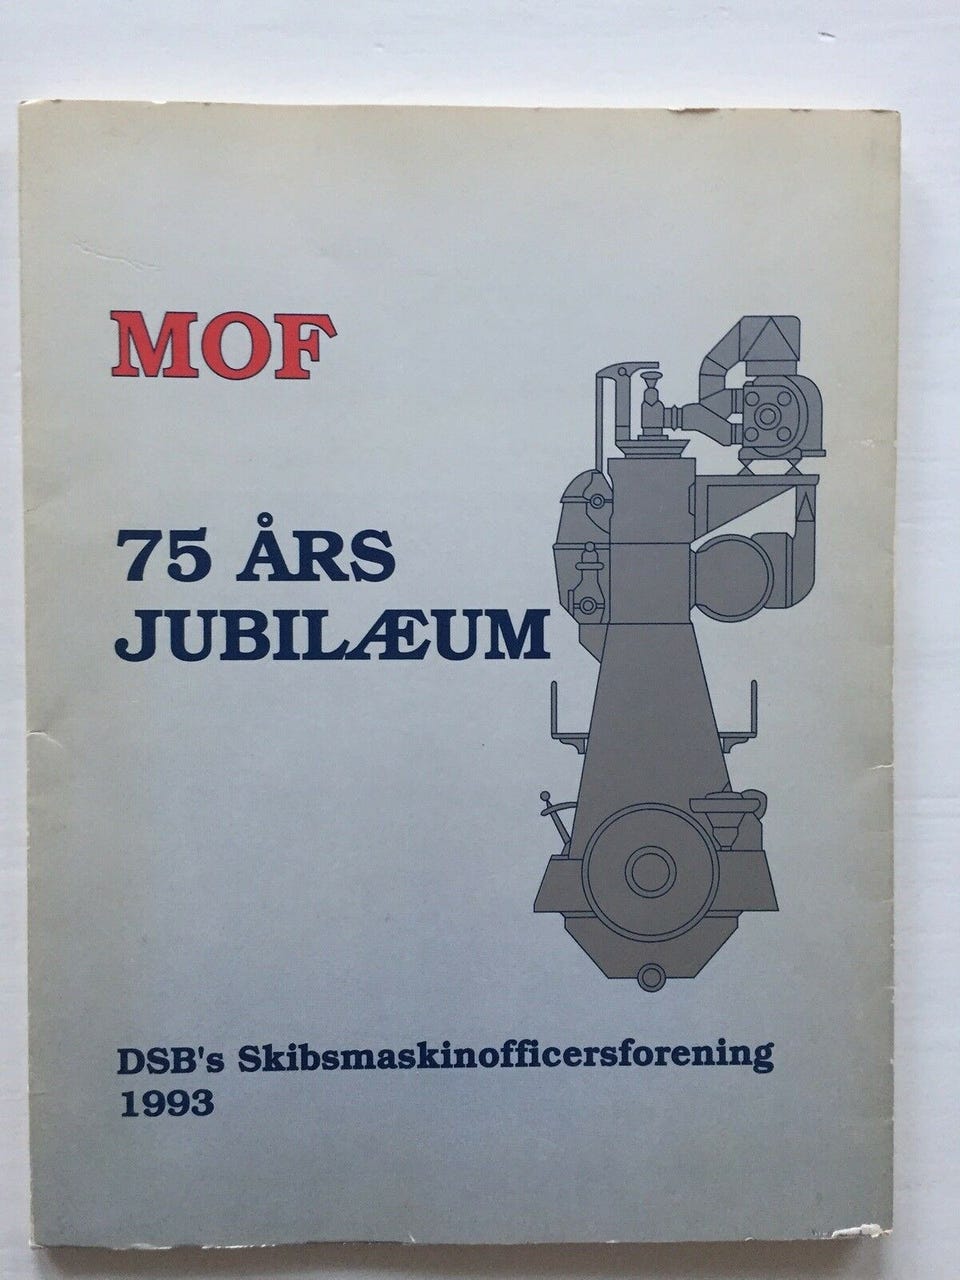 MOF
75 ÅRS
JUBILÆUM
DSB's Skibsmaskinofficersforening
1993